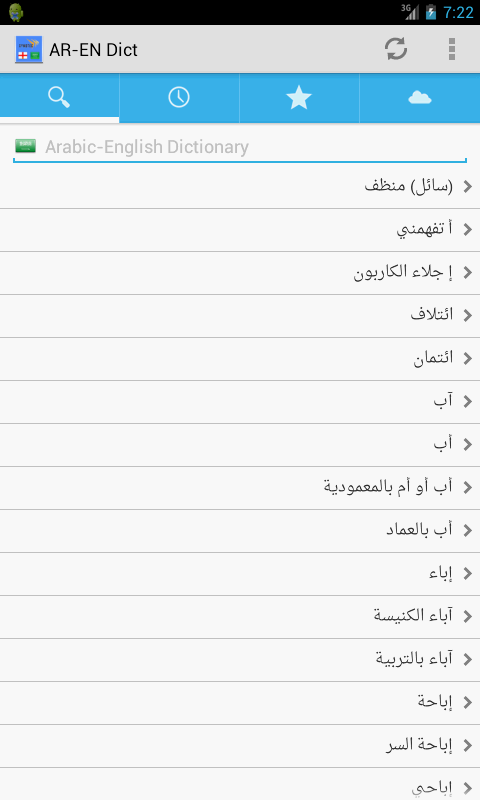 3G
7:22
AR-EN Dict
Arabic-English Dictionary
(سائل) منظف
أ تفهمني
إ جلاء الكاربون
ائتلاف
ائتمان
آب
أب
أب أو أم بالمعمودية
أب بالعماد
إباء
آباء الكنيسة
آباء بالتربية
إباحة
إباحة السر
إباحي